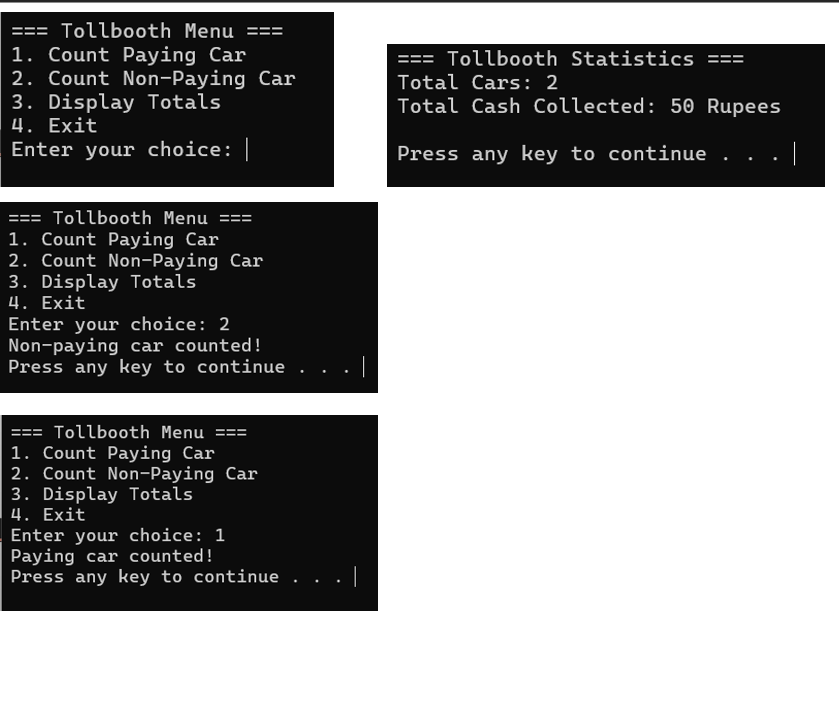 === Tollbooth Menu ===
1. Count Paying Car
2. Count Non-Paying Car
3. Display Totals
4. Exit
Enter your choice:
=== Tollbooth Statistics ===
Total Cars: 2
Total Cash Collected: 50 Rupees
Press any key to continue . . .
=== Tollbooth Menu ===
1. Count Paying Car
2. Count Non-Paying Car
3. Display Totals
4. Exit
Enter your choice: 2
Non-paying car counted!
Press any key to continue . . .
=== Tollbooth Menu ===
1. Count Paying Car
2. Count Non-Paying Car
3. Display Totals
4. Exit
Enter your choice: 1
Paying car counted!
Press any key to continue . . .